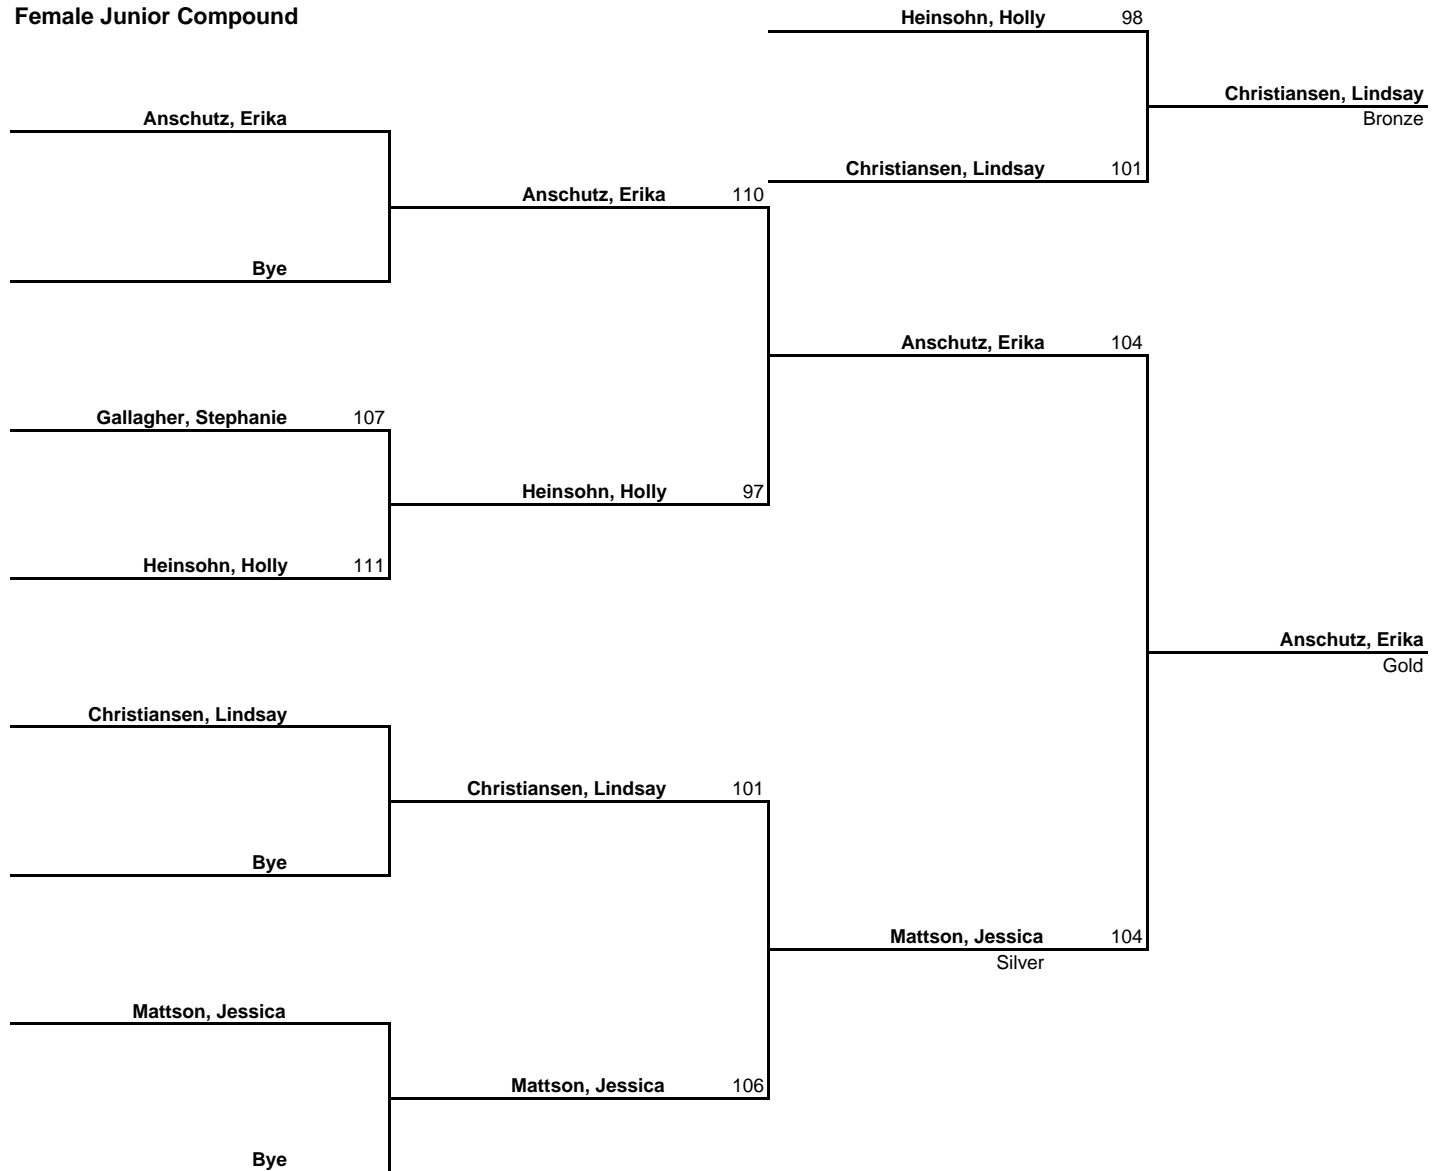 Female Junior Compound
Heinsohn, Holly 98
Christiansen, Lindsay
Bronze
Anschutz, Erika
Christiansen, Lindsay 101
Anschutz, Erika 110
Bye
Anschutz, Erika 104
Gallagher, Stephanie 107
Heinsohn, Holly 97
Heinsohn, Holly 111
Anschutz, Erika
Gold
Christiansen, Lindsay
Christiansen, Lindsay 101
Bye
Mattson, Jessica 104
Silver
Mattson, Jessica
Mattson, Jessica 106
Bye